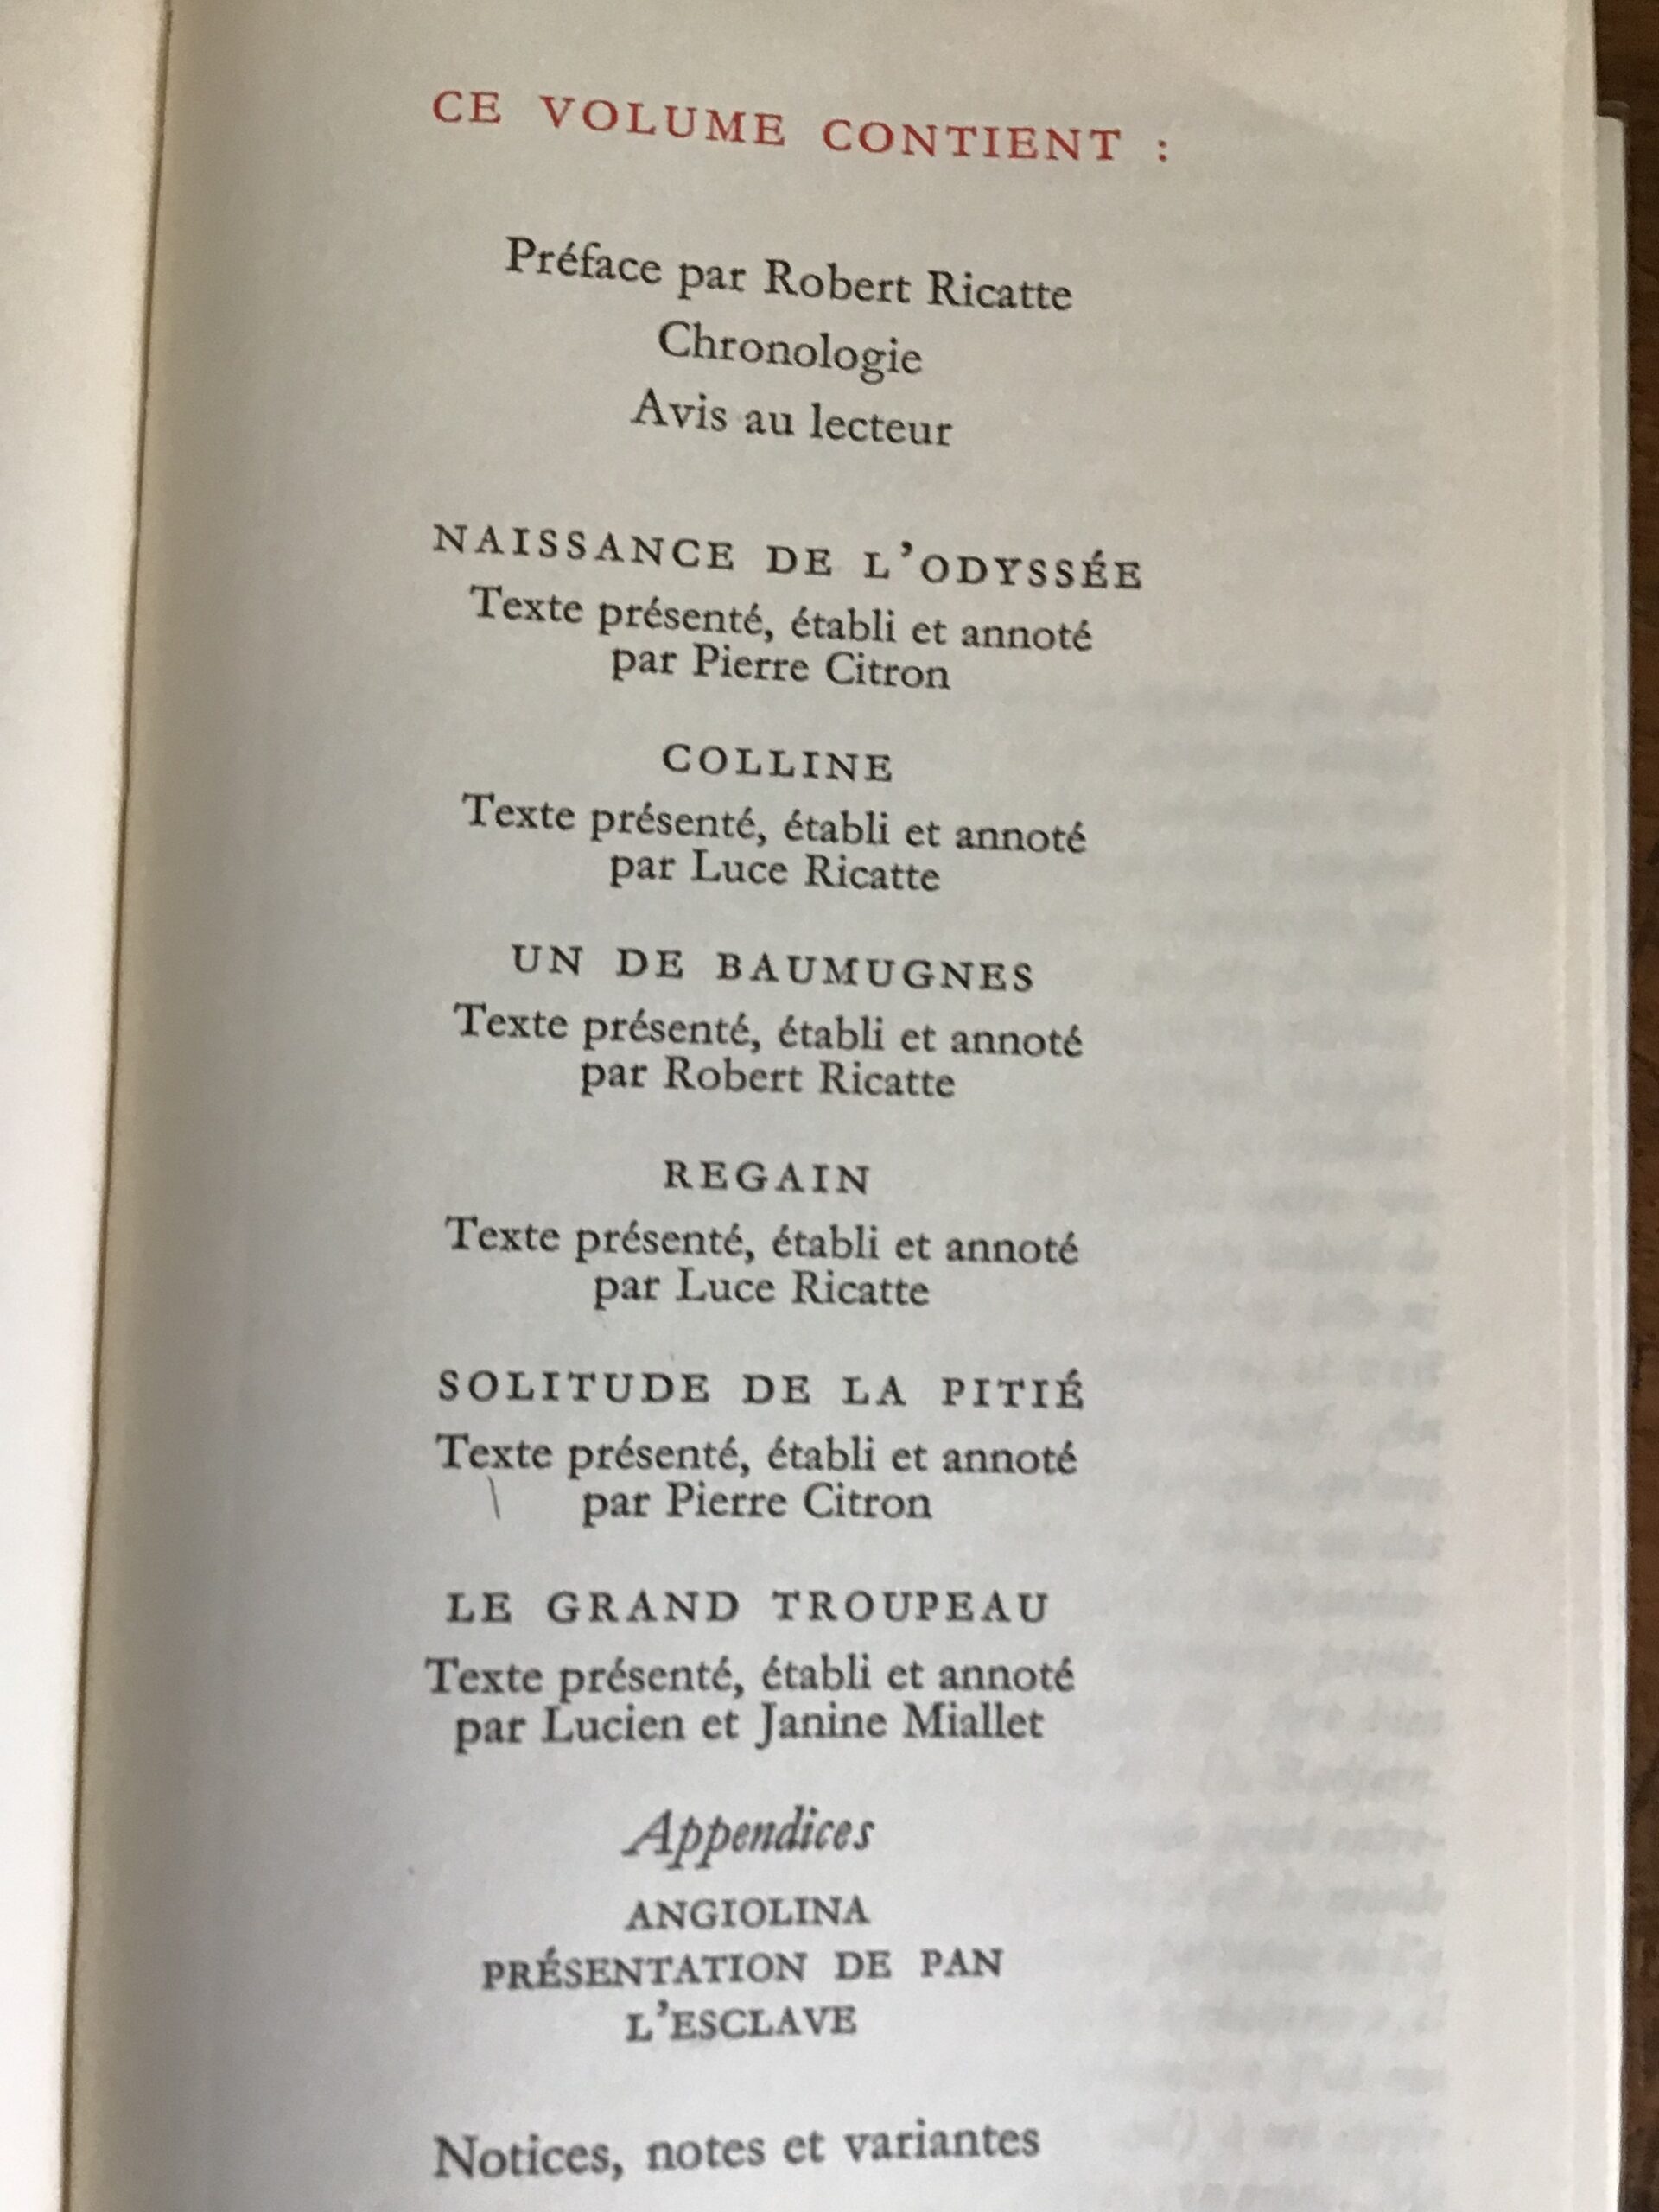 CE VOLUME CONTIENT :
Préface par Robert Ricatte
Chronologie
Avis au lecteur
NAISSANCE DE L'ODYSSÉE
Texte présenté, établi et annoté
par Pierre Citron
COLLINE
Texte présenté, établi et annoté
par Luce Ricatte
UN DE BAUMUGNES
Texte présenté, établi et annoté
par Robert Ricatte
REGAIN
Texte présenté, établi et annoté
par Luce Ricatte
SOLITUDE DE LA PITIÉ
Texte présenté, établi et annoté
par Pierre Citron
LE GRAND TROUPEAU
Texte présenté, établi et annoté
par Lucien et Janine Miallet
Appendices
ANGIOLINA
PRÉSENTATION DE PAN
L'ESCLAVE
Notices, notes et variantes